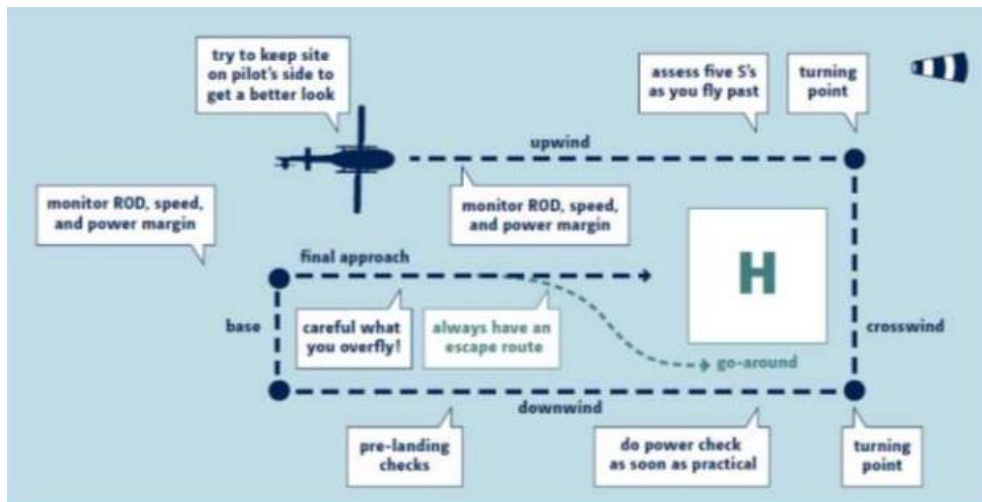 try to keep site
on pilot's side to
get a better look
assess five S's
as you fly past
turning
point
upwind
monitor ROD, speed,
and power margin
monitor ROD, speed,
and power margin
final approach
H
base
careful what
you overfly!
always have an
escape route
crosswind
go-around
downwind
pre-landing
checks
do power check
as soon as practical
turning
point